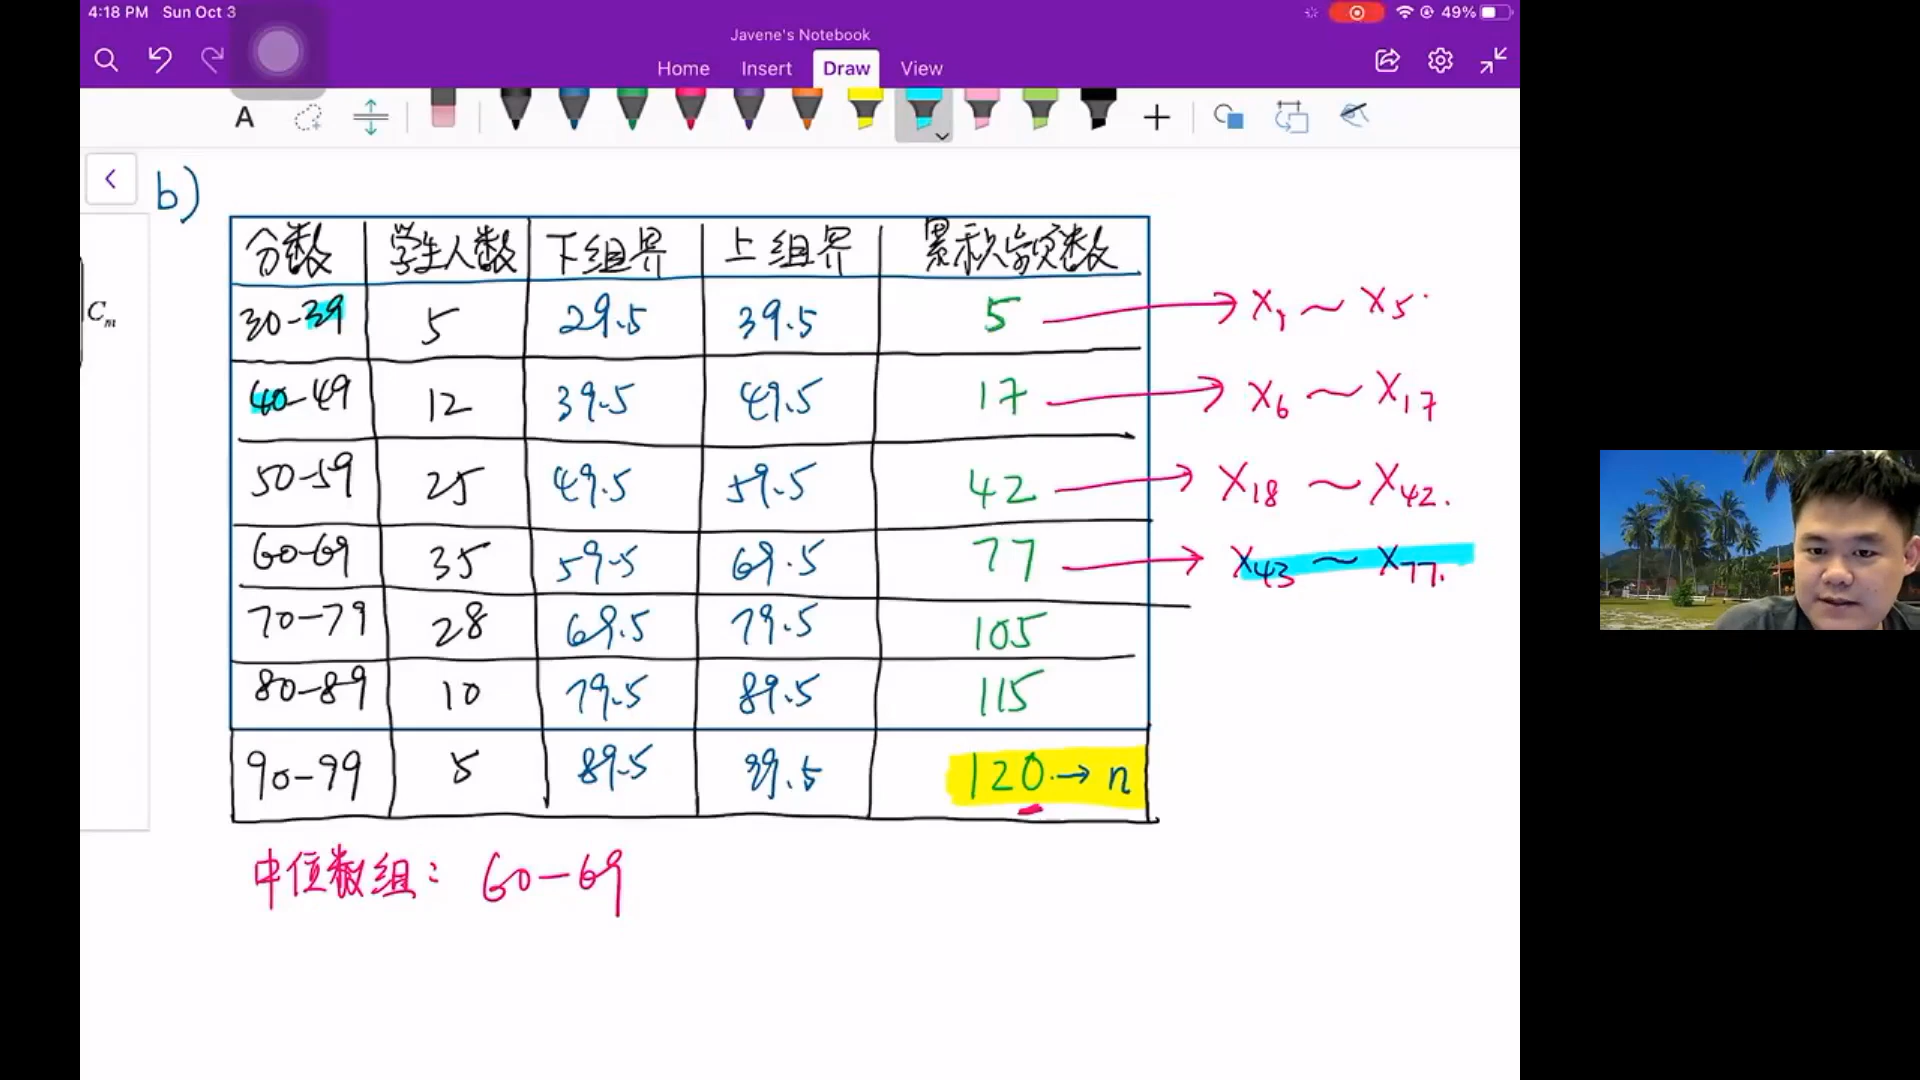 4:18 PM Sun Oct 3
49%
Javene's Notebook
Home Insert Draw View
A
b)
Cm
分数 学生人数 下组界 上组界 累积频数
30-39 5 29.5 39.5 5 → X1 ~ X5.
40-49 12 39.5 49.5 17 → X6 ~ X17
50-59 25 49.5 59.5 42 → X18 ~ X42.
60-69 35 59.5 69.5 77 → X43 ~ X77.
70-79 28 69.5 79.5 105
80-89 10 79.5 89.5 115
90-99 5 89.5 99.5 120. → n
中位数组: 60-69